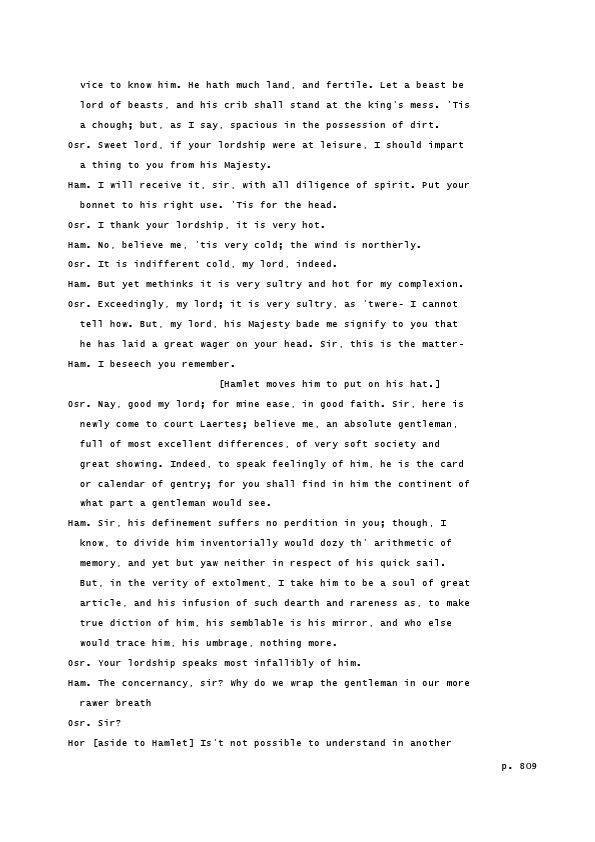 vice to know him. He hath much land, and fertile. Let a beast be
lord of beasts, and his crib shall stand at the king's mess. 'Tis
a chough; but, as I say, spacious in the possession of dirt.
Osr. Sweet lord, if your lordship were at leisure, I should impart
a thing to you from his Majesty.
Ham. I will receive it, sir, with all diligence of spirit. Put your
bonnet to his right use. 'Tis for the head.
Osr. I thank your lordship, it is very hot.
Ham. No, believe me, 'tis very cold; the wind is northerly.
Osr. It is indifferent cold, my lord, indeed.
Ham. But yet methinks it is very sultry and hot for my complexion.
Osr. Exceedingly, my lord; it is very sultry, as 'twere- I cannot
tell how. But, my lord, his Majesty bade me signify to you that
he has laid a great wager on your head. Sir, this is the matter-
Ham. I beseech you remember.
[Hamlet moves him to put on his hat.]
Osr. Nay, good my lord; for mine ease, in good faith. Sir, here is
newly come to court Laertes; believe me, an absolute gentleman,
full of most excellent differences, of very soft society and
great showing. Indeed, to speak feelingly of him, he is the card
or calendar of gentry; for you shall find in him the continent of
what part a gentleman would see.
Ham. Sir, his definement suffers no perdition in you; though, I
know, to divide him inventorially would dozy th' arithmetic of
memory, and yet but yaw neither in respect of his quick sail.
But, in the verity of extolment, I take him to be a soul of great
article, and his infusion of such dearth and rareness as, to make
true diction of him, his semblable is his mirror, and who else
would trace him, his umbrage, nothing more.
Osr. Your lordship speaks most infallibly of him.
Ham. The concernancy, sir? Why do we wrap the gentleman in our more
rawer breath
Osr. Sir?
Hor [aside to Hamlet] Is't not possible to understand in another
p. 809